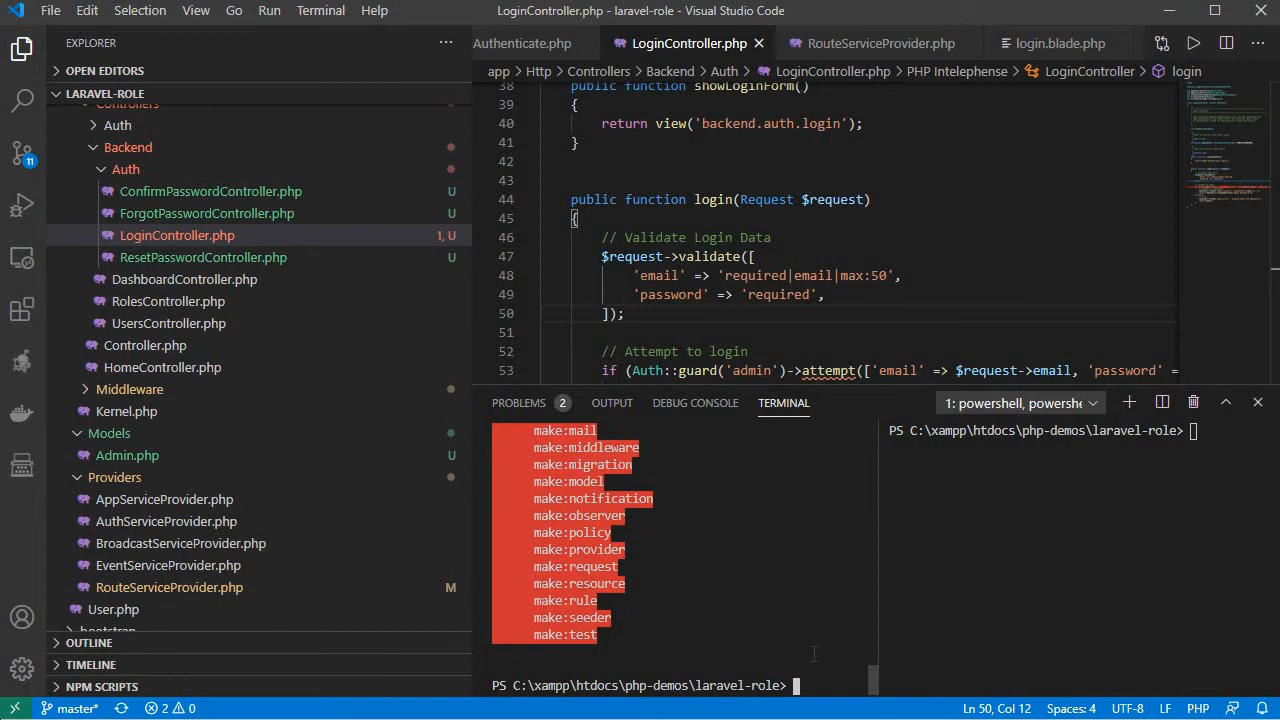 File Edit Selection View Go Run Terminal Help LoginController.php - laravel-role - Visual Studio Code
EXPLORER
Authenticate.php LoginController.php RouteServiceProvider.php login.blade.php
OPEN EDITORS
app > Http > Controllers > Backend > Auth > LoginController.php > PHP Intelephense > LoginController > login
LARAVEL-ROLE
Controllers
Auth
Backend
Auth
ConfirmPasswordController.php U
ForgotPasswordController.php U
LoginController.php 1, U
ResetPasswordController.php U
DashboardController.php
RolesController.php
UsersController.php
Controller.php
HomeController.php
Middleware
Kernel.php
Models
Admin.php U
Providers
AppServiceProvider.php
AuthServiceProvider.php
BroadcastServiceProvider.php
EventServiceProvider.php
RouteServiceProvider.php M
User.php
bootstrap
OUTLINE
TIMELINE
NPM SCRIPTS
11
38 public function showLoginForm()
39 {
40 return view('backend.auth.login');
41 }
42
43
44 public function login(Request $request)
45 {
46 // Validate Login Data
47 $request->validate([
48 'email' => 'required|email|max:50',
49 'password' => 'required',
50 ]);
51
52 // Attempt to login
53 if (Auth::guard('admin')->attempt(['email' => $request->email, 'password' =
PROBLEMS 2 OUTPUT DEBUG CONSOLE TERMINAL 1: powershell, powershe
make:mail
make:middleware
make:migration
make:model
make:notification
make:observer
make:policy
make:provider
make:request
make:resource
make:rule
make:seeder
make:test
PS C:\xampp\htdocs\php-demos\laravel-role>
PS C:\xampp\htdocs\php-demos\laravel-role>
master* 2 0 Ln 50, Col 12 Spaces: 4 UTF-8 LF PHP